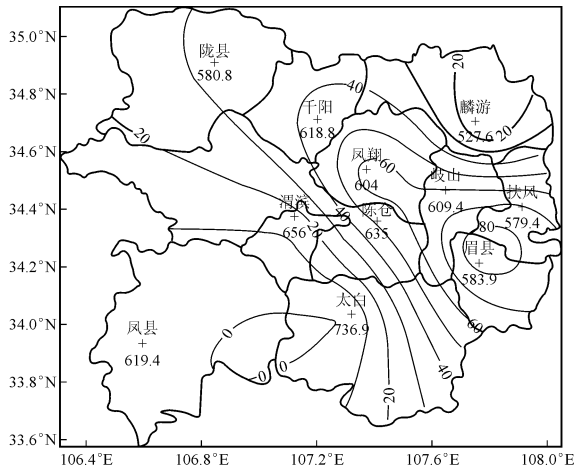 35.0°N
34.8°N
34.6°N
34.4°N
34.2°N
34.0°N
33.8°N
33.6°N
陇县
580.8
千阳
618.8
40
20
麟游
527.6
20
20
凤翔
604
60
岐山
609.4
扶风
579.4
渭滨
656
40
陈仓
635
20
80
眉县
583.9
太白
736.9
60
凤县
619.4
0
0
0
40
20
106.4°E
106.8°E
107.2°E
107.6°E
108.0°E